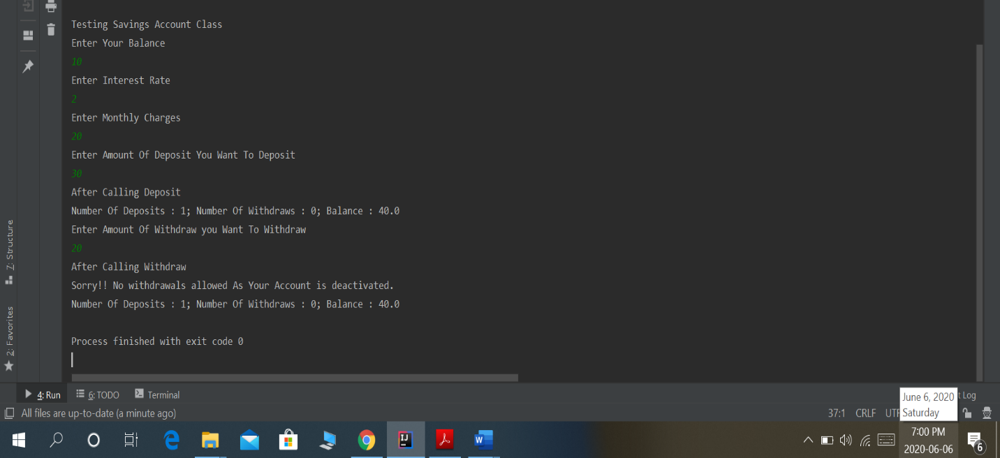 Testing Savings Account Class
Enter Your Balance
10
Enter Interest Rate
2
Enter Monthly Charges
20
Enter Amount Of Deposit You Want To Deposit
30
After Calling Deposit
Number Of Deposits : 1; Number Of Withdraws : 0; Balance : 40.0
Enter Amount Of Withdraw you Want To Withdraw
20
After Calling Withdraw
Sorry!! No withdrawals allowed As Your Account is deactivated.
Number Of Deposits : 1; Number Of Withdraws : 0; Balance : 40.0
Process finished with exit code 0
7: Structure
2: Favorites
4: Run
6: TODO
Terminal
t Log
All files are up-to-date (a minute ago)
37:1 CRLF UTF
June 6, 2020
Saturday
7:00 PM
2020-06-06
6